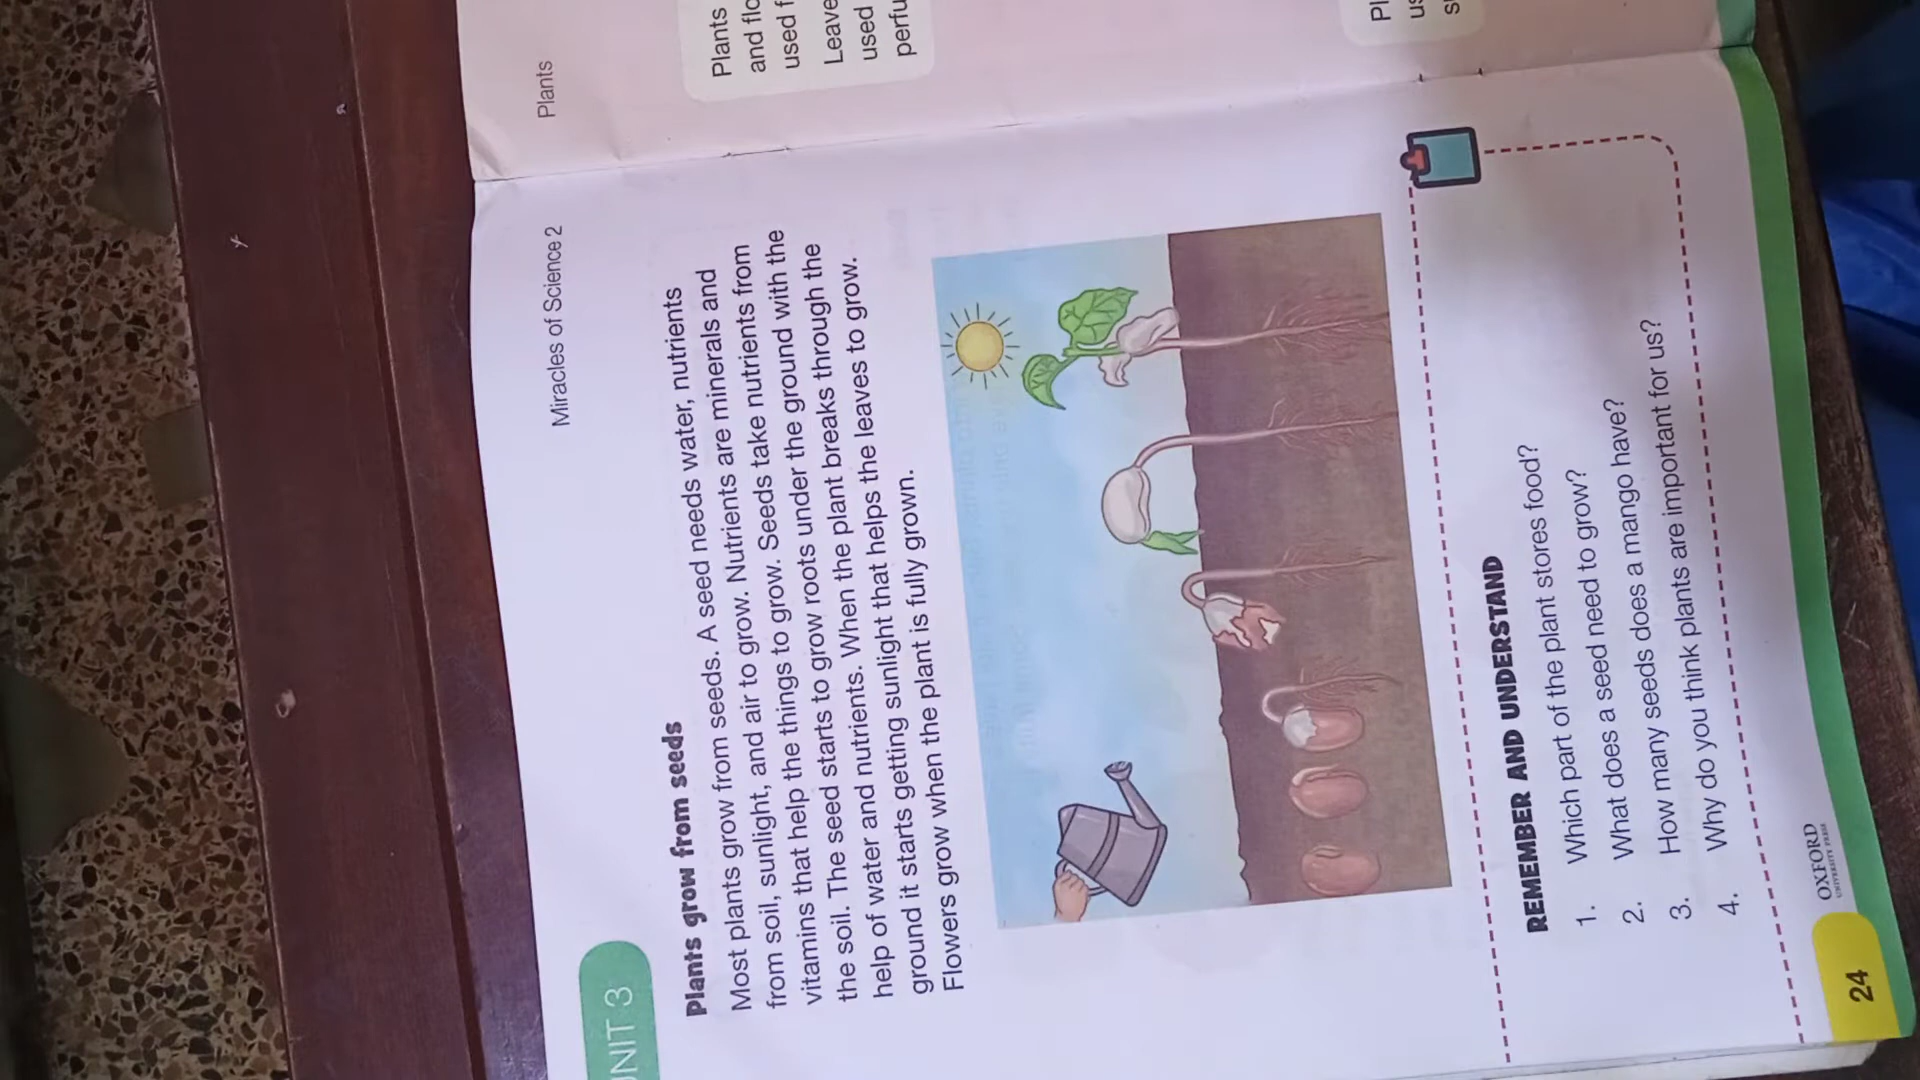 UNIT 3
Miracles of Science 2
Plants grow from seeds
Most plants grow from seeds. A seed needs water, nutrients
from soil, sunlight, and air to grow. Nutrients are minerals and
vitamins that help the things to grow. Seeds take nutrients from
the soil. The seed starts to grow roots under the ground with the
help of water and nutrients. When the plant breaks through the
ground it starts getting sunlight that helps the leaves to grow.
Flowers grow when the plant is fully grown.
REMEMBER AND UNDERSTAND
1. Which part of the plant stores food?
2. What does a seed need to grow?
3. How many seeds does a mango have?
4. Why do you think plants are important for us?
24
OXFORD
UNIVERSITY PRESS
Plants
Plants
and flo
used f
Leave
used
perfu
Pl
us